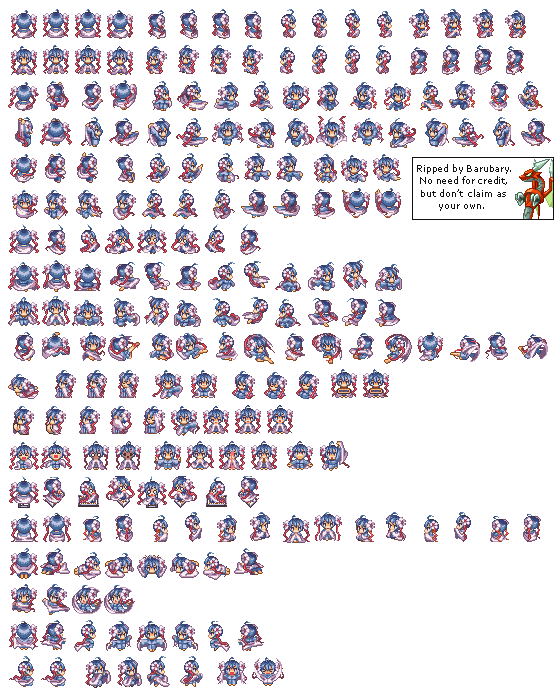 Ripped by Barubary.
No need for credit,
but don't claim as
your own.